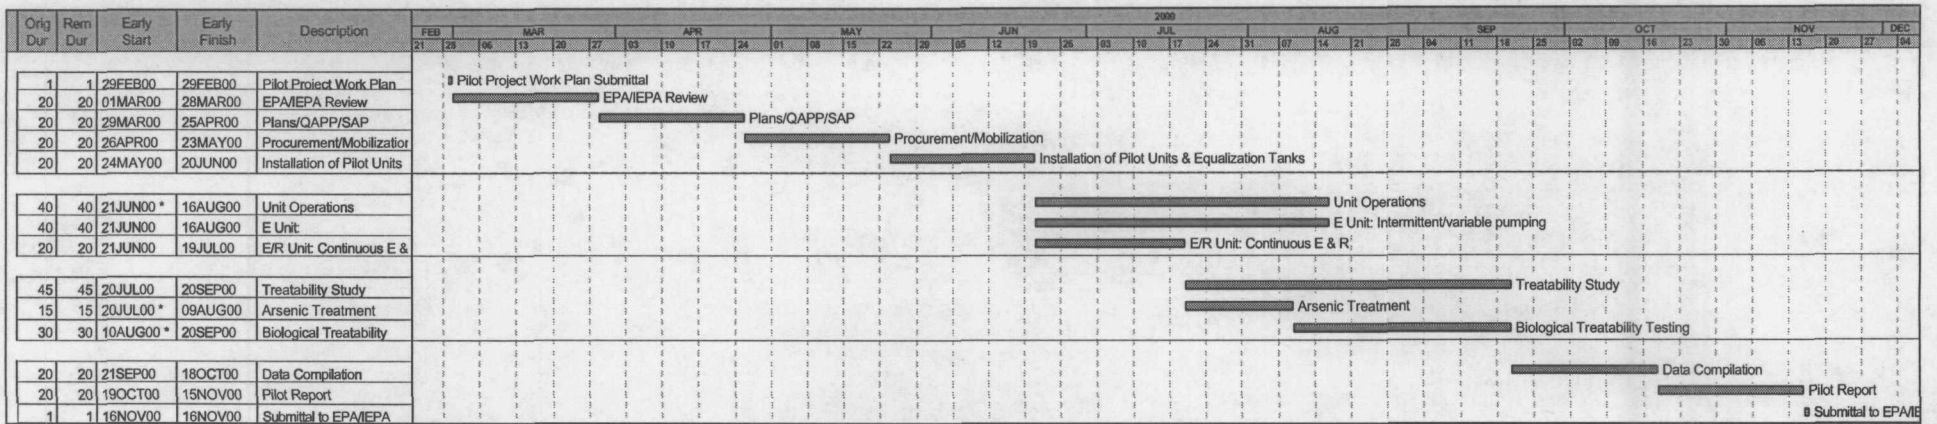 Orig Dur Rem Dur Early Start Early Finish Description
2000
FEB MAR APR MAY JUN JUL AUG SEP OCT NOV DEC
21 28 06 13 20 27 03 10 17 24 01 08 15 22 29 05 12 19 26 03 10 17 24 31 07 14 21 28 04 11 18 25 02 09 16 23 30 06 13 20 27 04
1 1 29FEB00 29FEB00 Pilot Project Work Plan Pilot Project Work Plan Submittal
20 20 01MAR00 28MAR00 EPA/IEPA Review EPA/IEPA Review
20 20 29MAR00 25APR00 Plans/QAPP/SAP Plans/QAPP/SAP
20 20 26APR00 23MAY00 Procurement/Mobilization Procurement/Mobilization
20 20 24MAY00 20JUN00 Installation of Pilot Units Installation of Pilot Units & Equalization Tanks
40 40 21JUN00 * 16AUG00 Unit Operations Unit Operations
40 40 21JUN00 16AUG00 E Unit: E Unit: Intermittent/variable pumping
20 20 21JUN00 19JUL00 E/R Unit: Continuous E & E/R Unit: Continuous E & R
45 45 20JUL00 20SEP00 Treatability Study Treatability Study
15 15 20JUL00 * 09AUG00 Arsenic Treatment Arsenic Treatment
30 30 10AUG00 * 20SEP00 Biological Treatability Biological Treatability Testing
20 20 21SEP00 18OCT00 Data Compilation Data Compilation
20 20 19OCT00 15NOV00 Pilot Report Pilot Report
1 1 16NOV00 16NOV00 Submittal to EPA/IEPA Submittal to EPA/IE